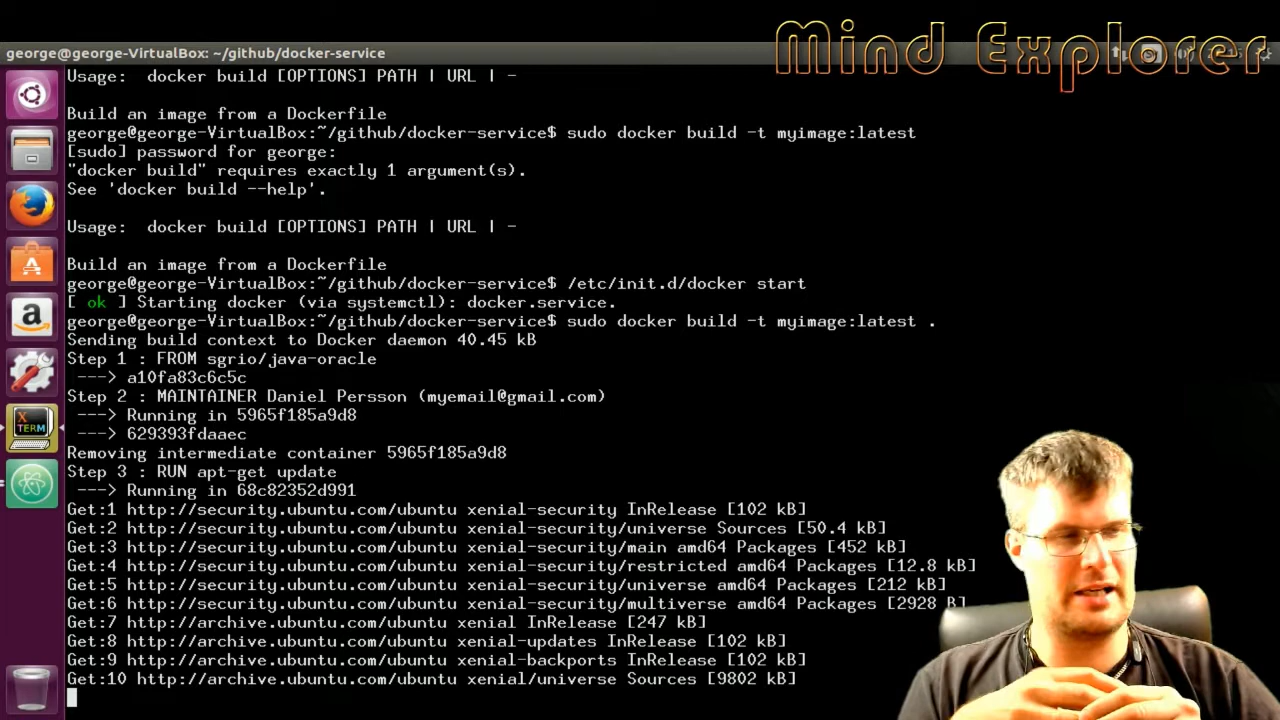 Mind Explorer
george@george-VirtualBox: ~/github/docker-service
Usage:  docker build [OPTIONS] PATH | URL | -
Build an image from a Dockerfile
george@george-VirtualBox:~/github/docker-service$ sudo docker build -t myimage:latest
[sudo] password for george:
"docker build" requires exactly 1 argument(s).
See 'docker build --help'.
Usage:  docker build [OPTIONS] PATH | URL | -
Build an image from a Dockerfile
george@george-VirtualBox:~/github/docker-service$ /etc/init.d/docker start
[ ok ] Starting docker (via systemctl): docker.service.
george@george-VirtualBox:~/github/docker-service$ sudo docker build -t myimage:latest .
Sending build context to Docker daemon 40.45 kB
Step 1 : FROM sgrio/java-oracle
---> a10fa83c6c5c
Step 2 : MAINTAINER Daniel Persson (myemail@gmail.com)
---> Running in 5965f185a9d8
---> 629393fdaaec
Removing intermediate container 5965f185a9d8
Step 3 : RUN apt-get update
---> Running in 68c82352d991
Get:1 http://security.ubuntu.com/ubuntu xenial-security InRelease [102 kB]
Get:2 http://security.ubuntu.com/ubuntu xenial-security/universe Sources [50.4 kB]
Get:3 http://security.ubuntu.com/ubuntu xenial-security/main amd64 Packages [452 kB]
Get:4 http://security.ubuntu.com/ubuntu xenial-security/restricted amd64 Packages [12.8 kB]
Get:5 http://security.ubuntu.com/ubuntu xenial-security/universe amd64 Packages [212 kB]
Get:6 http://security.ubuntu.com/ubuntu xenial-security/multiverse amd64 Packages [2928 B]
Get:7 http://archive.ubuntu.com/ubuntu xenial InRelease [247 kB]
Get:8 http://archive.ubuntu.com/ubuntu xenial-updates InRelease [102 kB]
Get:9 http://archive.ubuntu.com/ubuntu xenial-backports InRelease [102 kB]
Get:10 http://archive.ubuntu.com/ubuntu xenial/universe Sources [9802 kB]
X
TERM